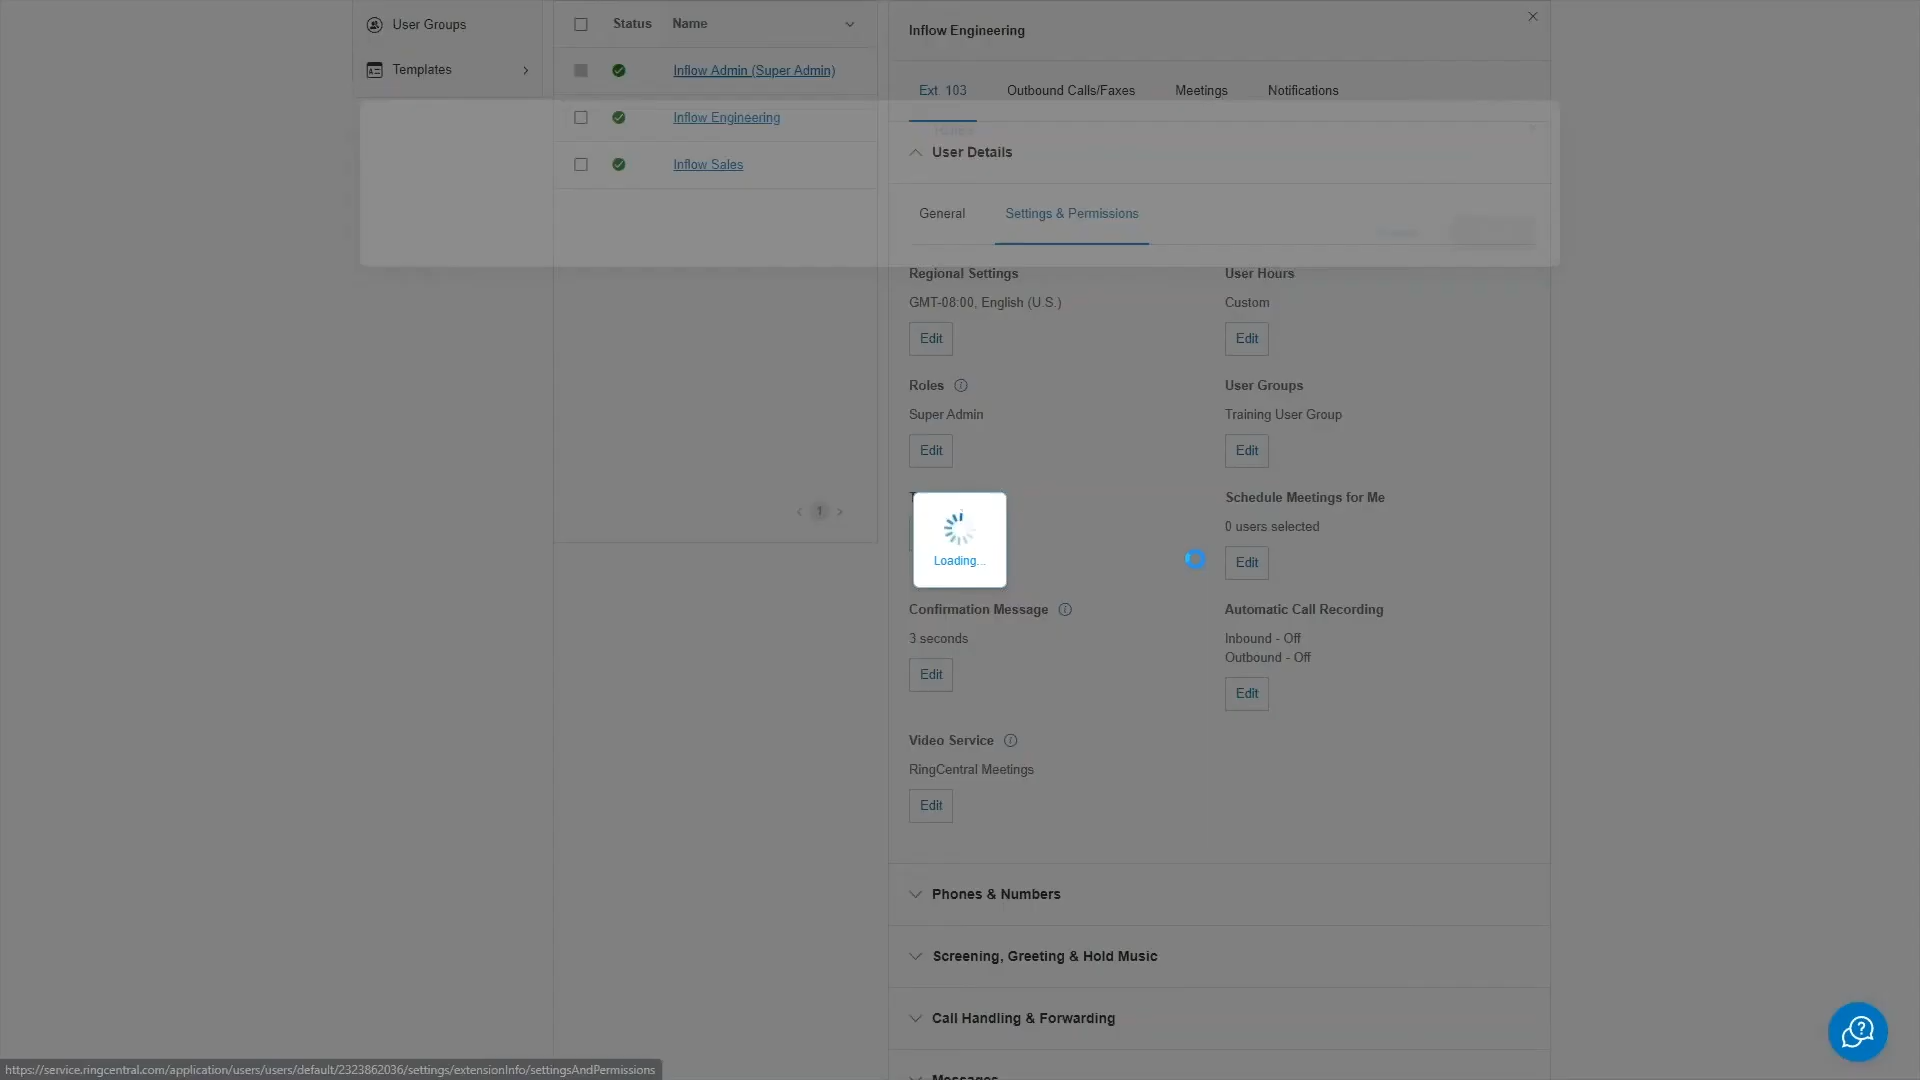 User Groups
Templates
Status Name
Inflow Admin (Super Admin)
Inflow Engineering
Inflow Sales
1
Inflow Engineering
Ext. 103 Outbound Calls/Faxes Meetings Notifications
User Details
General Settings & Permissions
Regional Settings User Hours
GMT-08:00, English (U.S.) Custom
Edit Edit
Roles User Groups
Super Admin Training User Group
Edit Edit
Schedule Meetings for Me
0 users selected
Edit
Loading...
Confirmation Message Automatic Call Recording
3 seconds Inbound - Off
Outbound - Off
Edit Edit
Video Service
RingCentral Meetings
Edit
Phones & Numbers
Screening, Greeting & Hold Music
Call Handling & Forwarding
Messages
https://service.ringcentral.com/application/users/users/default/2323862036/settings/extensionInfo/settingsAndPermissions